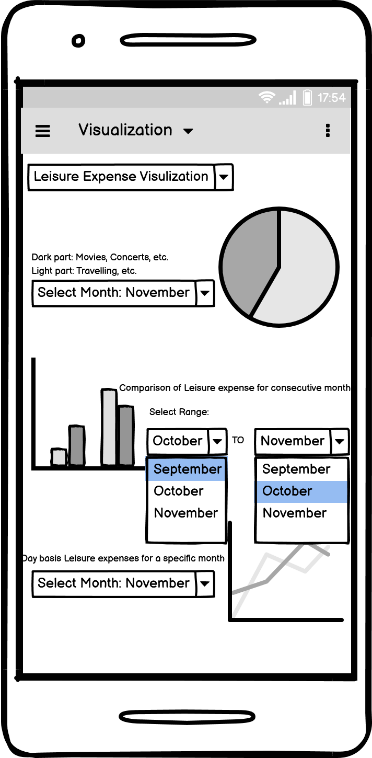 17:54
Visualization
Leisure Expense Visulization
Dark part: Movies, Concerts, etc.
Light part: Travelling, etc.
Select Month: November
Comparison of Leisure expense for consecutive month
Select Range:
October TO November
September
October
November
September
October
November
Day basis Leisure expenses for a specific month
Select Month: November